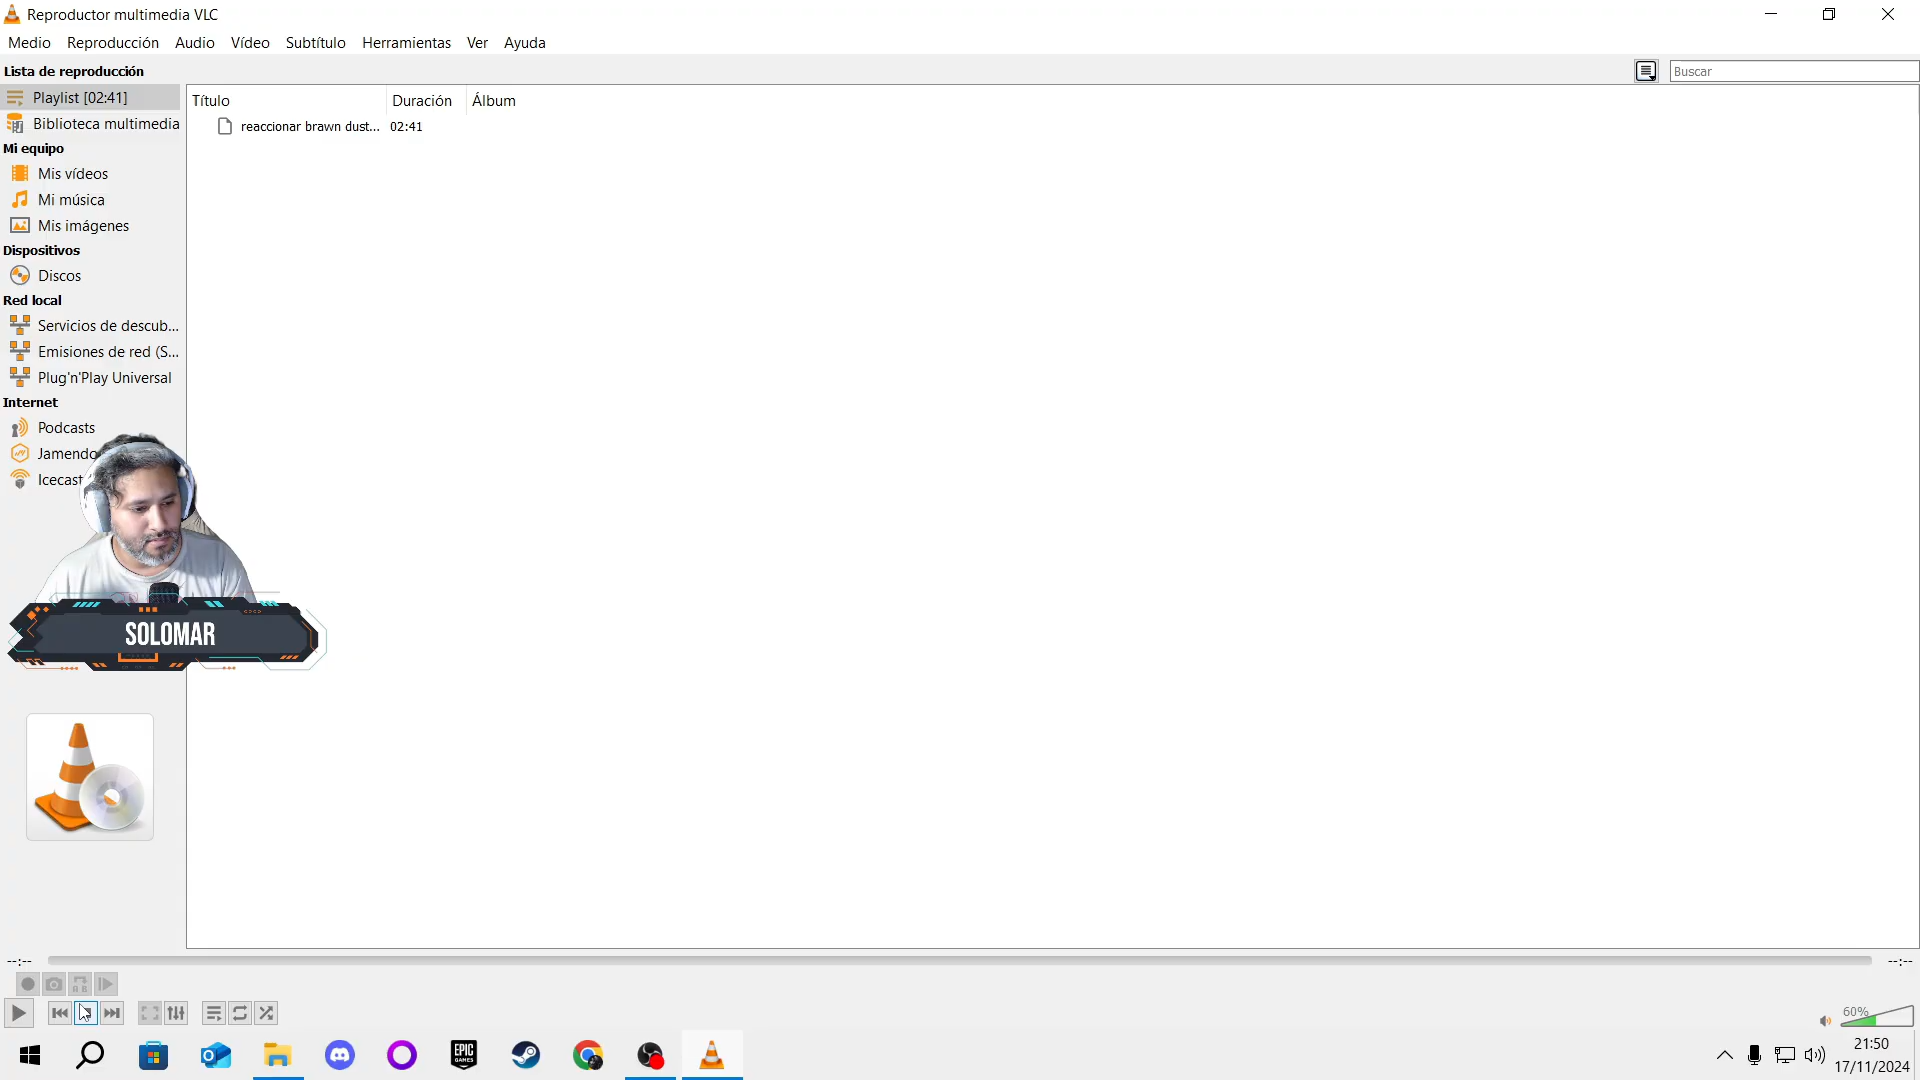 Reproductor multimedia VLC
Medio Reproducción Audio Vídeo Subtítulo Herramientas Ver Ayuda
Lista de reproducción
Buscar
Playlist [02:41]
Título Duración Álbum
Biblioteca multimedia
reaccionar brawn dust... 02:41
Mi equipo
Mis vídeos
Mi música
Mis imágenes
Dispositivos
Discos
Red local
Servicios de descub...
Emisiones de red (S...
Plug'n'Play Universal
Internet
Podcasts
Jamendo
Icecast
SOLOMAR
--:-- --:--
60%
EPIC GAMES
21:50
17/11/2024